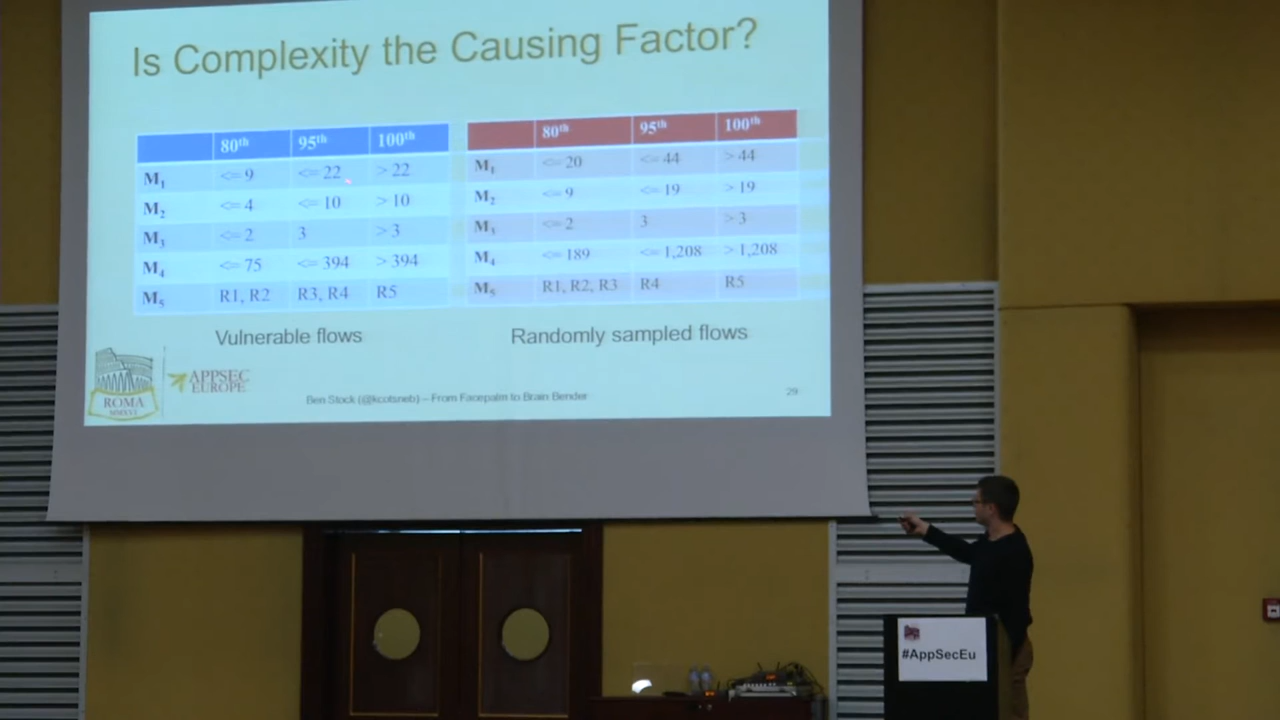 Is Complexity the Causing Factor?
80th 95th 100th
M1 <= 9 <= 22 > 22
M2 <= 4 <= 10 > 10
M3 <= 2 3 > 3
M4 <= 75 <= 394 > 394
M5 R1, R2 R3, R4 R5
Vulnerable flows
80th 95th 100th
M1 <= 20 <= 44 > 44
M2 <= 9 <= 19 > 19
M3 <= 2 3 > 3
M4 <= 189 <= 1,208 > 1,208
M5 R1, R2, R3 R4 R5
Randomly sampled flows
ROMA
MMXVI
APPSEC
EUROPE
Ben Stock (@kcotsneb) – From Facepalm to Brain Bender
29
#AppSecEu